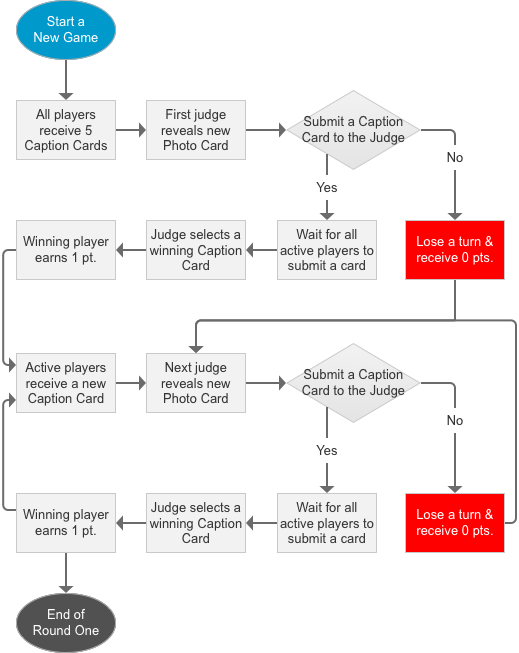 Start a
New Game
All players
receive 5
Caption Cards
First judge
reveals new
Photo Card
Submit a Caption
Card to the Judge
No
Yes
Winning player
earns 1 pt.
Judge selects a
winning Caption
Card
Wait for all
active players to
submit a card
Lose a turn &
receive 0 pts.
Active players
receive a new
Caption Card
Next judge
reveals new
Photo Card
Submit a Caption
Card to the Judge
No
Yes
Winning player
earns 1 pt.
Judge selects a
winning Caption
Card
Wait for all
active players to
submit a card
Lose a turn &
receive 0 pts.
End of
Round One